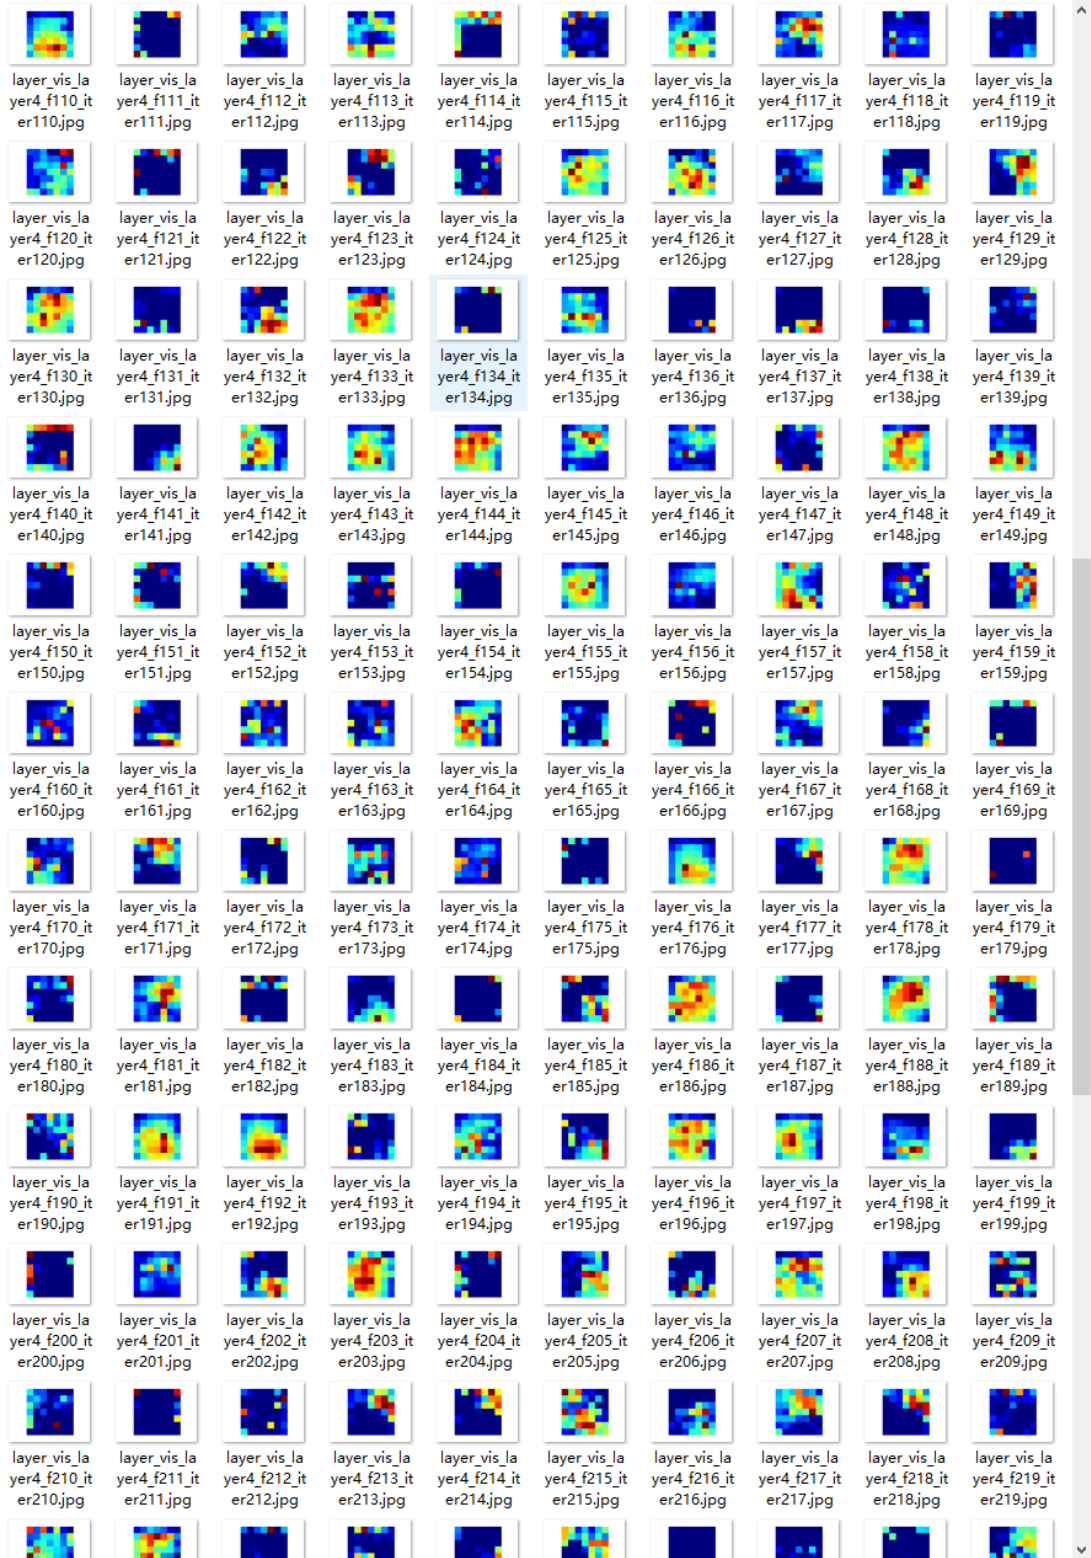 layer_vis_la layer_vis_la layer_vis_la layer_vis_la layer_vis_la layer_vis_la layer_vis_la layer_vis_la layer_vis_la layer_vis_la
yer4_f110_it yer4_f111_it yer4_f112_it yer4_f113_it yer4_f114_it yer4_f115_it yer4_f116_it yer4_f117_it yer4_f118_it yer4_f119_it
er110.jpg er111.jpg er112.jpg er113.jpg er114.jpg er115.jpg er116.jpg er117.jpg er118.jpg er119.jpg
layer_vis_la layer_vis_la layer_vis_la layer_vis_la layer_vis_la layer_vis_la layer_vis_la layer_vis_la layer_vis_la layer_vis_la
yer4_f120_it yer4_f121_it yer4_f122_it yer4_f123_it yer4_f124_it yer4_f125_it yer4_f126_it yer4_f127_it yer4_f128_it yer4_f129_it
er120.jpg er121.jpg er122.jpg er123.jpg er124.jpg er125.jpg er126.jpg er127.jpg er128.jpg er129.jpg
layer_vis_la layer_vis_la layer_vis_la layer_vis_la layer_vis_la layer_vis_la layer_vis_la layer_vis_la layer_vis_la layer_vis_la
yer4_f130_it yer4_f131_it yer4_f132_it yer4_f133_it yer4_f134_it yer4_f135_it yer4_f136_it yer4_f137_it yer4_f138_it yer4_f139_it
er130.jpg er131.jpg er132.jpg er133.jpg er134.jpg er135.jpg er136.jpg er137.jpg er138.jpg er139.jpg
layer_vis_la layer_vis_la layer_vis_la layer_vis_la layer_vis_la layer_vis_la layer_vis_la layer_vis_la layer_vis_la layer_vis_la
yer4_f140_it yer4_f141_it yer4_f142_it yer4_f143_it yer4_f144_it yer4_f145_it yer4_f146_it yer4_f147_it yer4_f148_it yer4_f149_it
er140.jpg er141.jpg er142.jpg er143.jpg er144.jpg er145.jpg er146.jpg er147.jpg er148.jpg er149.jpg
layer_vis_la layer_vis_la layer_vis_la layer_vis_la layer_vis_la layer_vis_la layer_vis_la layer_vis_la layer_vis_la layer_vis_la
yer4_f150_it yer4_f151_it yer4_f152_it yer4_f153_it yer4_f154_it yer4_f155_it yer4_f156_it yer4_f157_it yer4_f158_it yer4_f159_it
er150.jpg er151.jpg er152.jpg er153.jpg er154.jpg er155.jpg er156.jpg er157.jpg er158.jpg er159.jpg
layer_vis_la layer_vis_la layer_vis_la layer_vis_la layer_vis_la layer_vis_la layer_vis_la layer_vis_la layer_vis_la layer_vis_la
yer4_f160_it yer4_f161_it yer4_f162_it yer4_f163_it yer4_f164_it yer4_f165_it yer4_f166_it yer4_f167_it yer4_f168_it yer4_f169_it
er160.jpg er161.jpg er162.jpg er163.jpg er164.jpg er165.jpg er166.jpg er167.jpg er168.jpg er169.jpg
layer_vis_la layer_vis_la layer_vis_la layer_vis_la layer_vis_la layer_vis_la layer_vis_la layer_vis_la layer_vis_la layer_vis_la
yer4_f170_it yer4_f171_it yer4_f172_it yer4_f173_it yer4_f174_it yer4_f175_it yer4_f176_it yer4_f177_it yer4_f178_it yer4_f179_it
er170.jpg er171.jpg er172.jpg er173.jpg er174.jpg er175.jpg er176.jpg er177.jpg er178.jpg er179.jpg
layer_vis_la layer_vis_la layer_vis_la layer_vis_la layer_vis_la layer_vis_la layer_vis_la layer_vis_la layer_vis_la layer_vis_la
yer4_f180_it yer4_f181_it yer4_f182_it yer4_f183_it yer4_f184_it yer4_f185_it yer4_f186_it yer4_f187_it yer4_f188_it yer4_f189_it
er180.jpg er181.jpg er182.jpg er183.jpg er184.jpg er185.jpg er186.jpg er187.jpg er188.jpg er189.jpg
layer_vis_la layer_vis_la layer_vis_la layer_vis_la layer_vis_la layer_vis_la layer_vis_la layer_vis_la layer_vis_la layer_vis_la
yer4_f190_it yer4_f191_it yer4_f192_it yer4_f193_it yer4_f194_it yer4_f195_it yer4_f196_it yer4_f197_it yer4_f198_it yer4_f199_it
er190.jpg er191.jpg er192.jpg er193.jpg er194.jpg er195.jpg er196.jpg er197.jpg er198.jpg er199.jpg
layer_vis_la layer_vis_la layer_vis_la layer_vis_la layer_vis_la layer_vis_la layer_vis_la layer_vis_la layer_vis_la layer_vis_la
yer4_f200_it yer4_f201_it yer4_f202_it yer4_f203_it yer4_f204_it yer4_f205_it yer4_f206_it yer4_f207_it yer4_f208_it yer4_f209_it
er200.jpg er201.jpg er202.jpg er203.jpg er204.jpg er205.jpg er206.jpg er207.jpg er208.jpg er209.jpg
layer_vis_la layer_vis_la layer_vis_la layer_vis_la layer_vis_la layer_vis_la layer_vis_la layer_vis_la layer_vis_la layer_vis_la
yer4_f210_it yer4_f211_it yer4_f212_it yer4_f213_it yer4_f214_it yer4_f215_it yer4_f216_it yer4_f217_it yer4_f218_it yer4_f219_it
er210.jpg er211.jpg er212.jpg er213.jpg er214.jpg er215.jpg er216.jpg er217.jpg er218.jpg er219.jpg